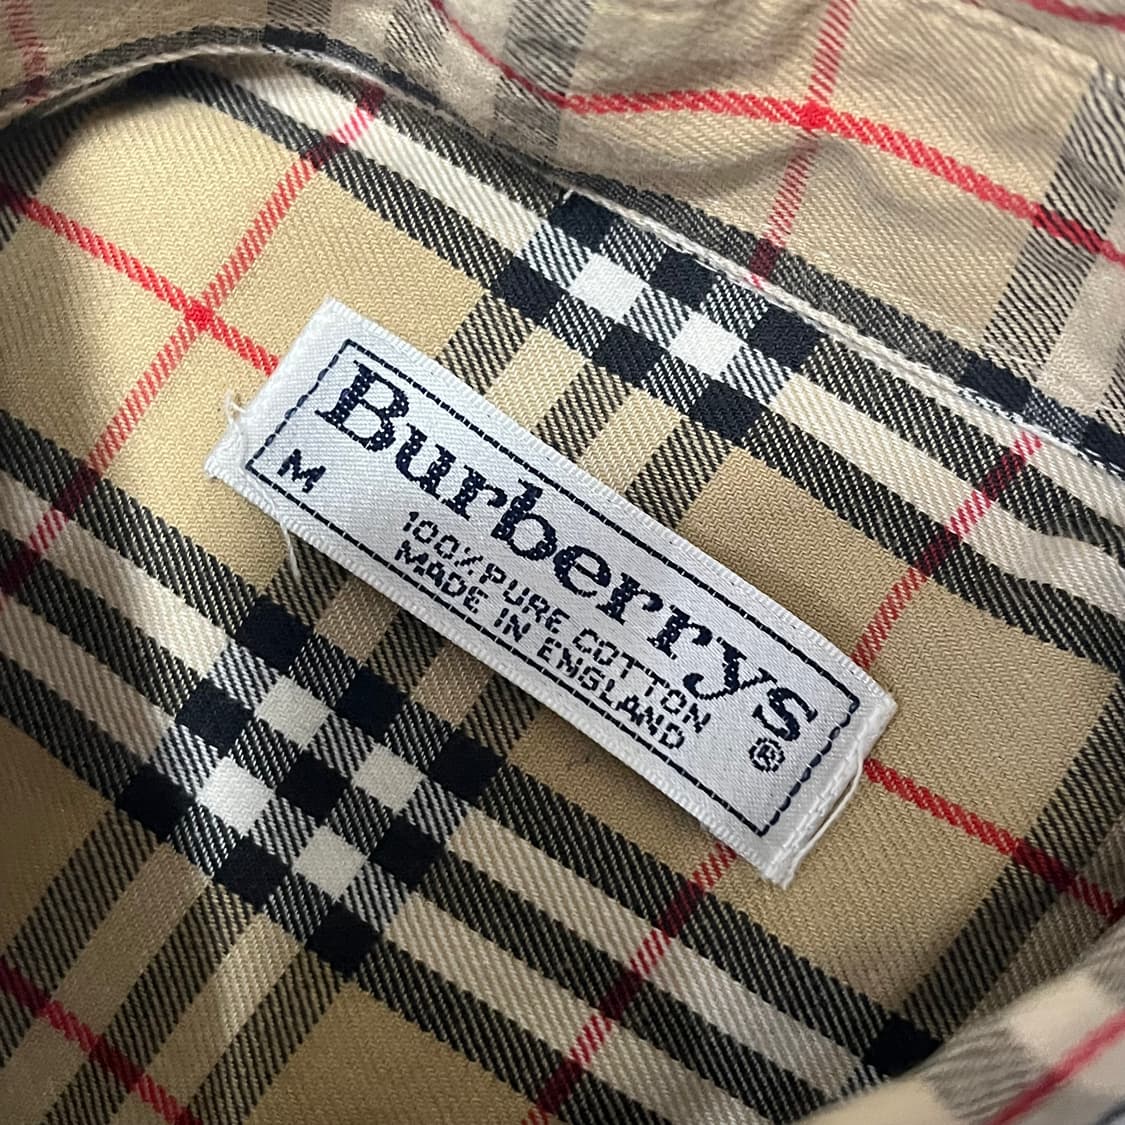 Burberrys®
M
100% PURE COTTON
MADE IN ENGLAND